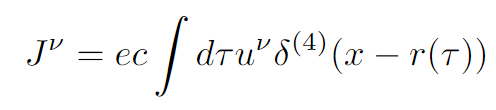 J^ν = ec ∫ dτ u^ν δ^(4) (x − r(τ))